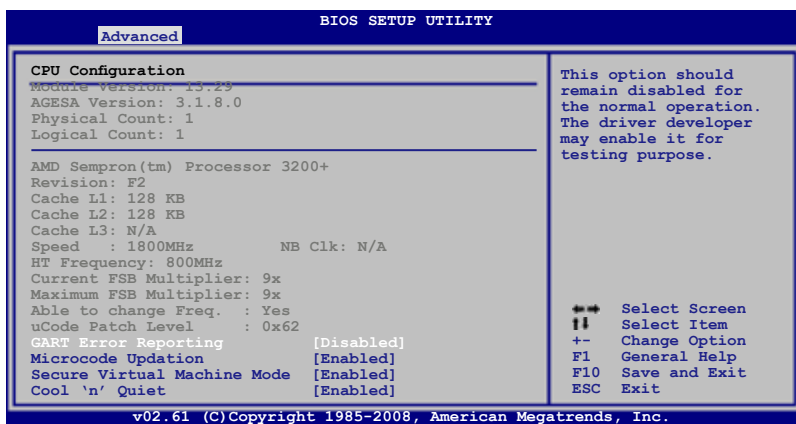 BIOS SETUP UTILITY
Advanced
CPU Configuration
Module Version: 13.29
AGESA Version: 3.1.8.0
Physical Count: 1
Logical Count: 1
AMD Sempron(tm) Processor 3200+
Revision: F2
Cache L1: 128 KB
Cache L2: 128 KB
Cache L3: N/A
Speed : 1800MHz NB Clk: N/A
HT Frequency: 800MHz
Current FSB Multiplier: 9x
Maximum FSB Multiplier: 9x
Able to change Freq. : Yes
uCode Patch Level : 0x62
GART Error Reporting [Disabled]
Microcode Updation [Enabled]
Secure Virtual Machine Mode [Enabled]
Cool ‘n’ Quiet [Enabled]
This option should
remain disabled for
the normal operation.
The driver developer
may enable it for
testing purpose.
Select Screen
Select Item
+- Change Option
F1 General Help
F10 Save and Exit
ESC Exit
v02.61 (C)Copyright 1985-2008, American Megatrends, Inc.